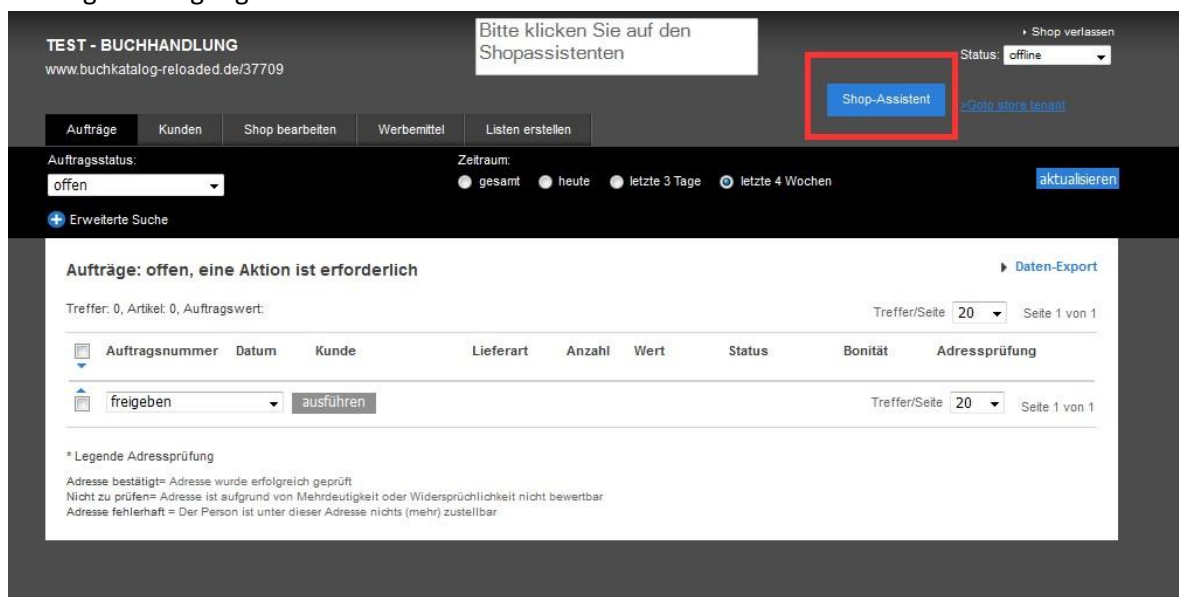 Bitte klicken Sie auf den
Shopassistenten
TEST - BUCHHANDLUNG
www.buchkatalog-reloaded.de/37709
Shop verlassen
Status: offline
Shop-Assistent
>Goto store tenant
Aufträge Kunden Shop bearbeiten Werbemittel Listen erstellen
Auftragsstatus:
offen
Zeitraum:
gesamt heute letzte 3 Tage letzte 4 Wochen
aktualisieren
Erweiterte Suche
Aufträge: offen, eine Aktion ist erforderlich
Daten-Export
Treffer: 0, Artikel: 0, Auftragswert:
Treffer/Seite 20 Seite 1 von 1
Auftragsnummer Datum Kunde Lieferart Anzahl Wert Status Bonität Adressprüfung
freigeben ausführen Treffer/Seite 20 Seite 1 von 1
* Legende Adressprüfung
Adresse bestätigt= Adresse wurde erfolgreich geprüft
Nicht zu prüfen= Adresse ist aufgrund von Mehrdeutigkeit oder Widersprüchlichkeit nicht bewertbar
Adresse fehlerhaft = Der Person ist unter dieser Adresse nichts (mehr) zustellbar